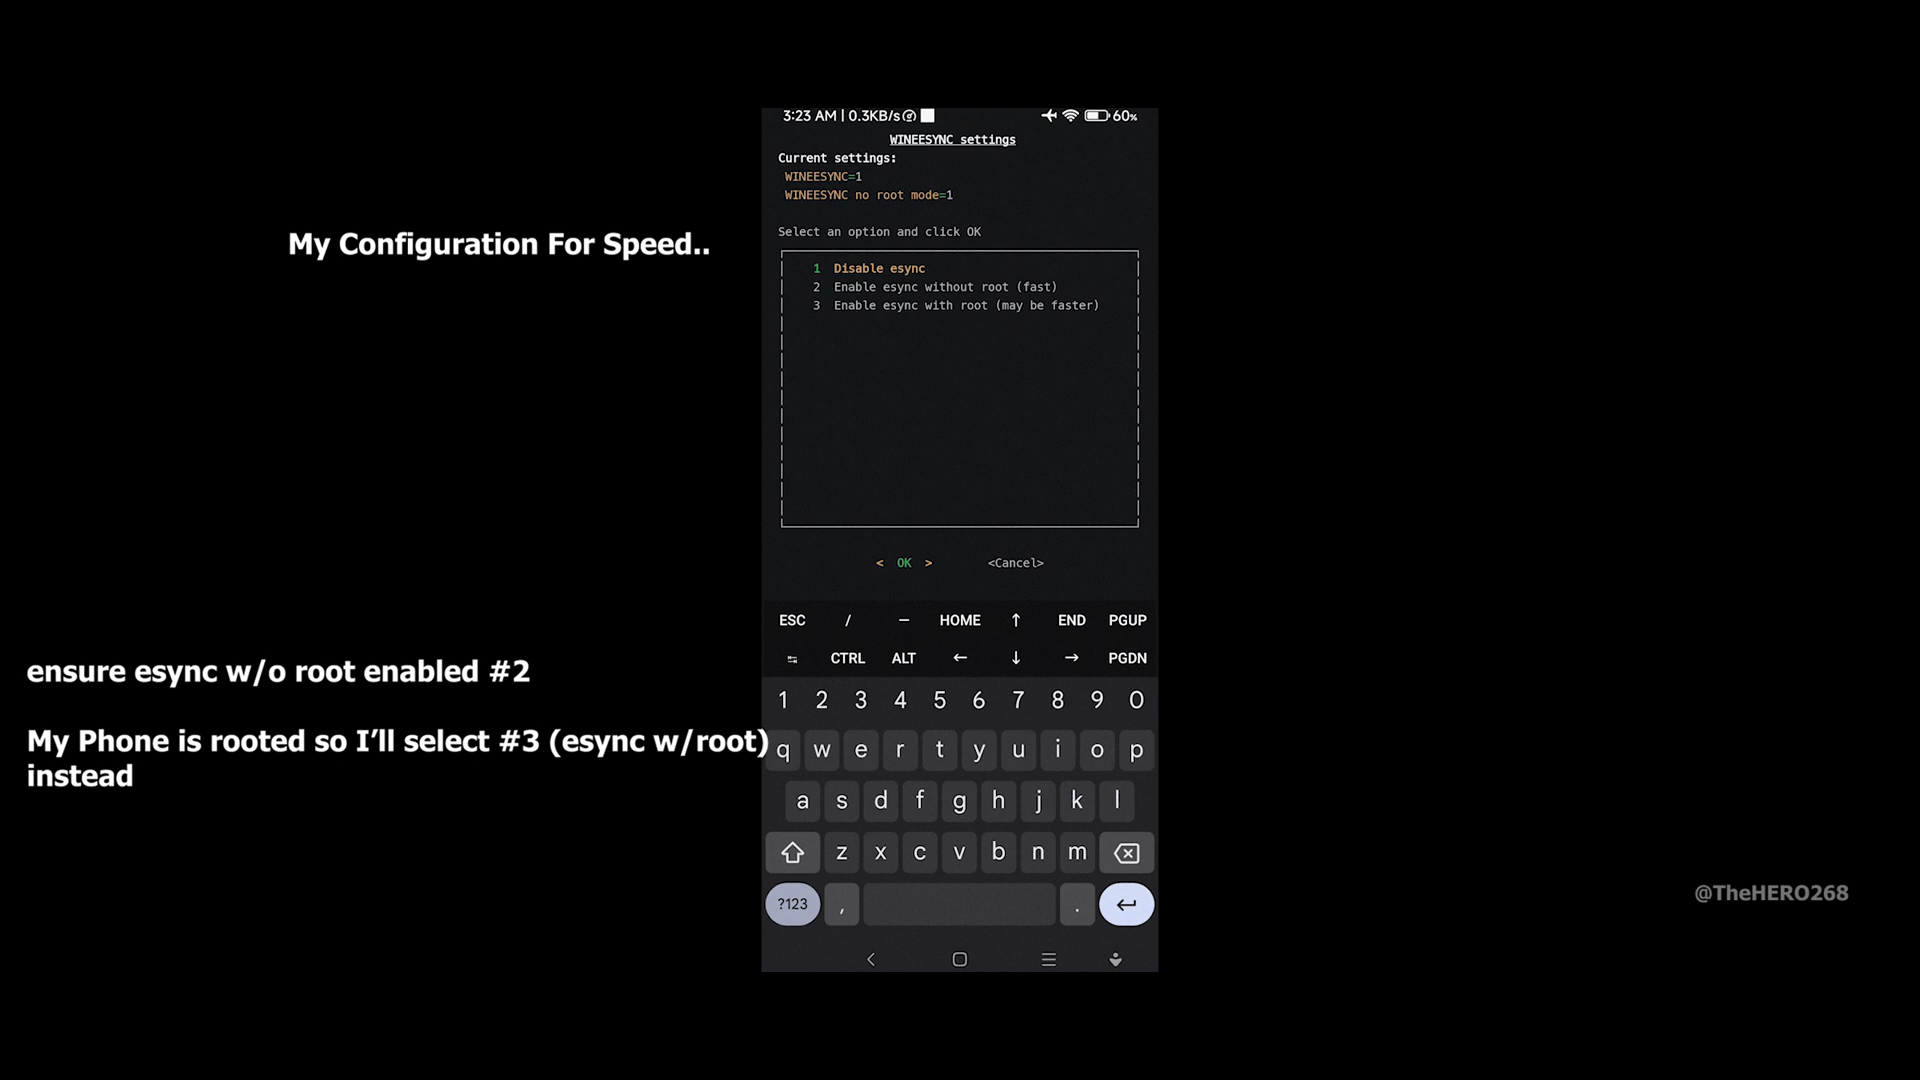 3:23 AM | 0.3KB/s
60%
WINEESYNC settings
Current settings:
WINEESYNC=1
WINEESYNC no root mode=1
My Configuration For Speed..
Select an option and click OK
1 Disable esync
2 Enable esync without root (fast)
3 Enable esync with root (may be faster)
< OK > <Cancel>
ESC / — HOME ↑ END PGUP
↹ CTRL ALT ← ↓ → PGDN
ensure esync w/o root enabled #2
My Phone is rooted so I'll select #3 (esync w/root)
instead
1 2 3 4 5 6 7 8 9 0
q w e r t y u i o p
a s d f g h j k l
z x c v b n m
?123 , .
@TheHERO268